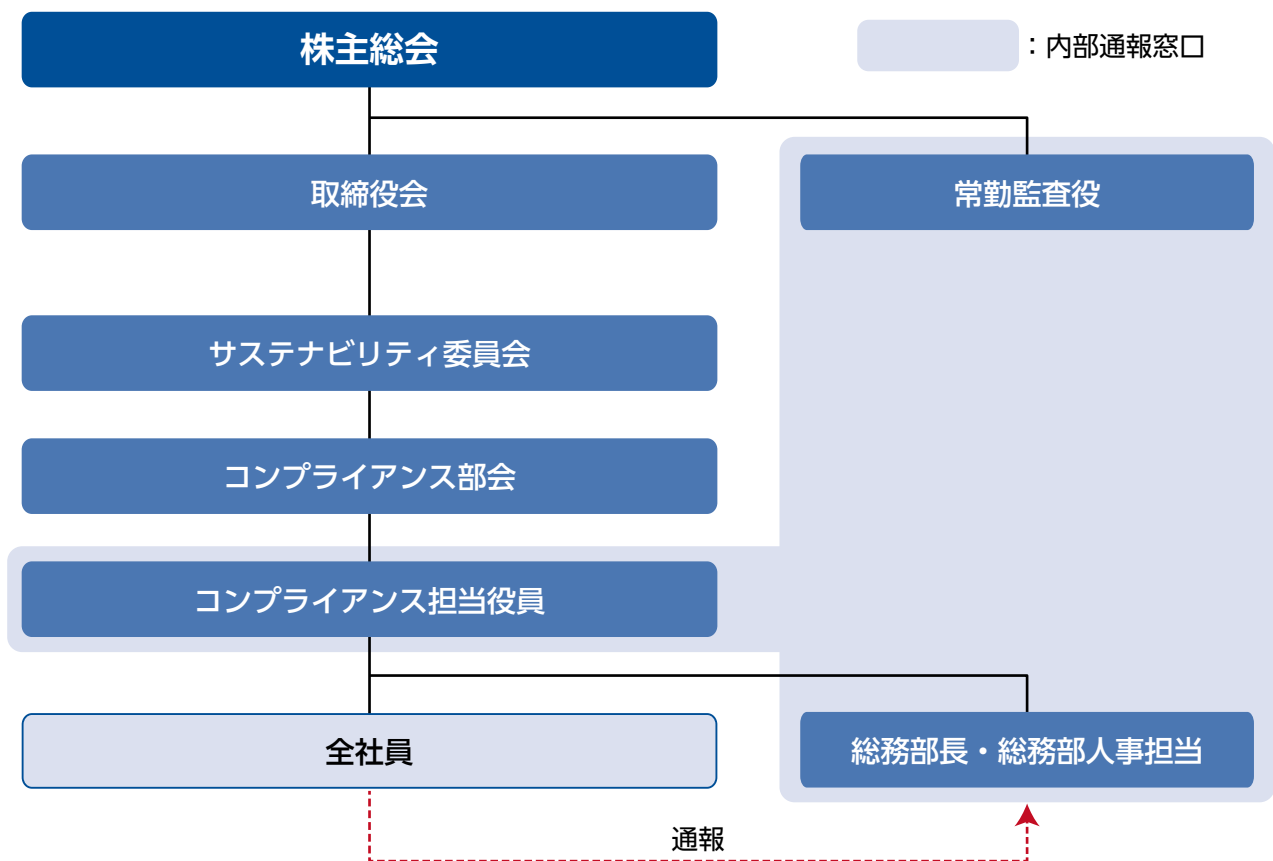 株主総会
：内部通報窓口
取締役会
常勤監査役
サステナビリティ委員会
コンプライアンス部会
コンプライアンス担当役員
全社員
総務部長・総務部人事担当
通報